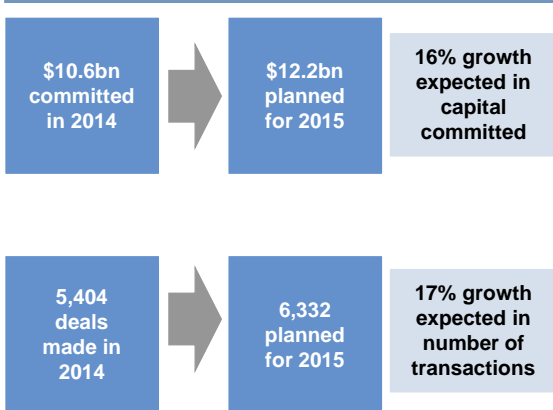 $10.6bn
committed
in 2014
$12.2bn
planned
for 2015
16% growth
expected in
capital
committed
5,404
deals
made in
2014
6,332
planned
for 2015
17% growth
expected in
number of
transactions